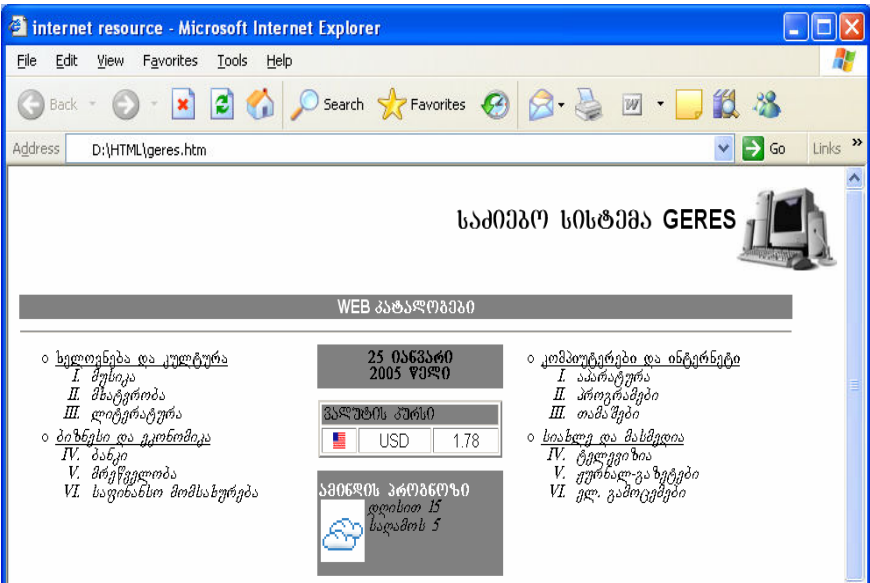 internet resource - Microsoft Internet Explorer
File Edit View Favorites Tools Help
Back Search Favorites
Address D:\HTML\geres.htm Go Links »
საძიებო სისტემა GERES
WEB კატალოგები
o ხელოვნება და კულტურა
I. მუსიკა
II. მხატვრობა
III. ლიტერატურა
o ბიზნესი და ეკონომიკა
IV. ბანკი
V. მრეწველობა
VI. საფინანსო მომსახურება
25 იანვარი
2005 წელი
ვალუტის კურსი
USD 1.78
ამინდის პროგნოზი
დღისით 15
საღამოს 5
o კომპიუტერები და ინტერნეტი
I. აპარატურა
II. პროგრამები
III. თამაშები
o სიახლე და მასმედია
IV. ტელევიზია
V. ჟურნალ-გაზეტები
VI. ელ. გამოცემები